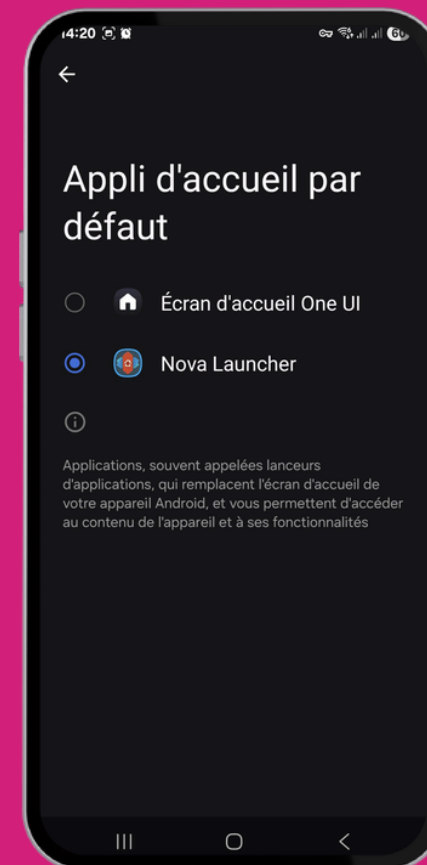 14:20
60
Appli d'accueil par
défaut
Écran d'accueil One UI
Nova Launcher
Applications, souvent appelées lanceurs
d'applications, qui remplacent l'écran d'accueil de
votre appareil Android, et vous permettent d'accéder
au contenu de l'appareil et à ses fonctionnalités